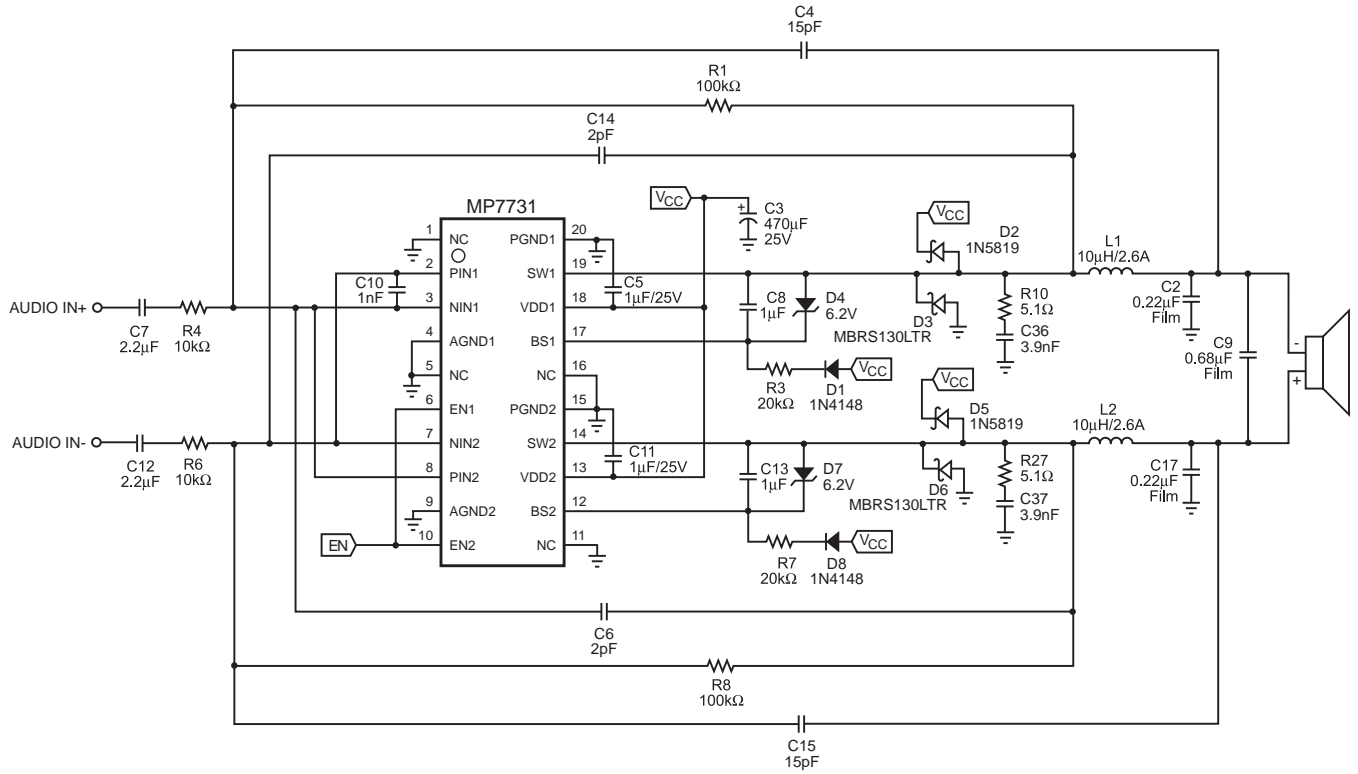 C4
15pF
R1
100kΩ
C14
2pF
MP7731
1 NC
2 PIN1
3 NIN1
4 AGND1
5 NC
6 EN1
7 NIN2
8 PIN2
9 AGND2
10 EN2
PGND1 20
SW1 19
VDD1 18
BS1 17
NC 16
PGND2 15
SW2 14
VDD2 13
BS2 12
NC 11
AUDIO IN+
C7
2.2µF
R4
10kΩ
AUDIO IN-
C12
2.2µF
R6
10kΩ
C10
1nF
EN
VCC
+
C3
470µF
25V
C5
1µF/25V
C8
1µF
D4
6.2V
VCC
D2
1N5819
D3
MBRS130LTR
R3
20kΩ
D1
1N4148
VCC
L1
10µH/2.6A
R10
5.1Ω
C36
3.9nF
C2
0.22µF
Film
C9
0.68µF
Film
-
+
C11
1µF/25V
C13
1µF
D7
6.2V
VCC
D5
1N5819
D6
MBRS130LTR
R7
20kΩ
D8
1N4148
VCC
L2
10µH/2.6A
R27
5.1Ω
C37
3.9nF
C17
0.22µF
Film
C6
2pF
R8
100kΩ
C15
15pF